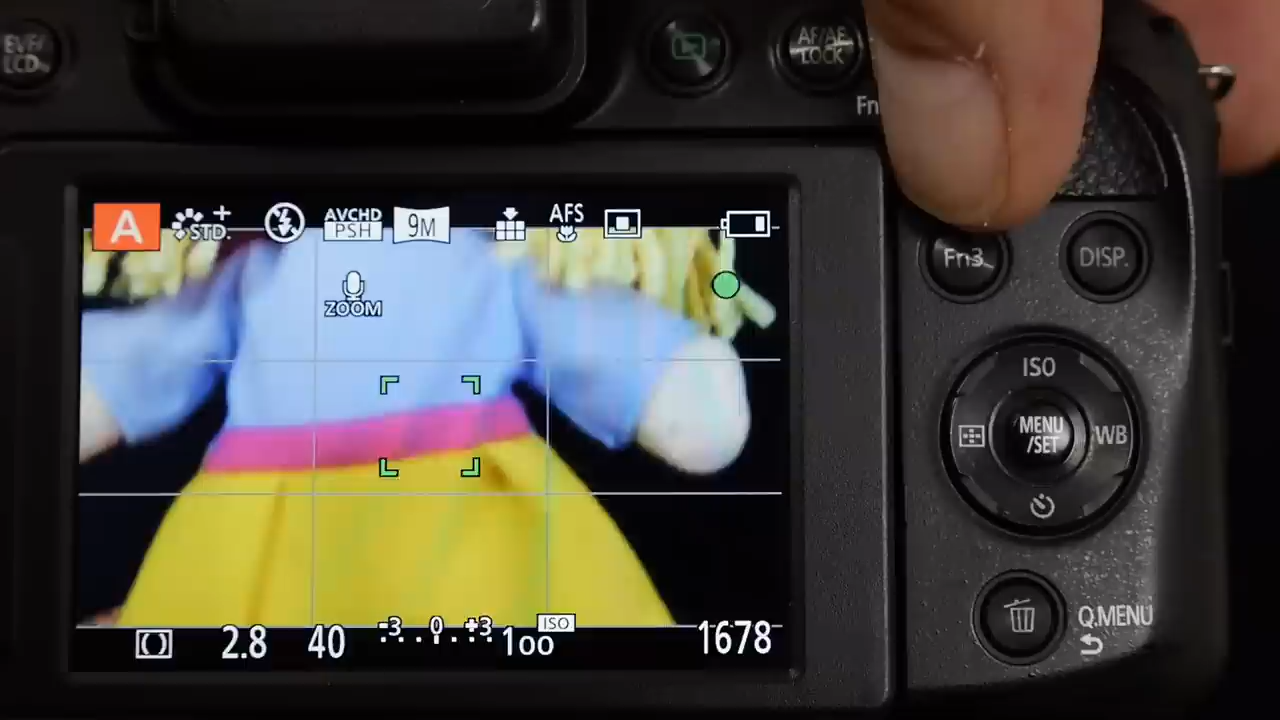 EVF/
LCD
AF/AE
LOCK
Fn
A
STD.
AVCHD
PSH
9M
AFS
ZOOM
Fn3
DISP.
ISO
MENU
/SET
WB
2.8
40
-3..0..+3
ISO
100
1678
Q.MENU